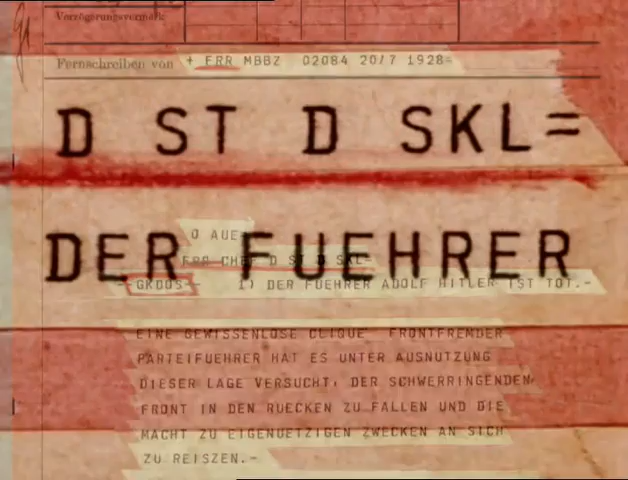 Verzögerungsvermerk
Fernschreiben von + FRR MBBZ 02084 20/7 1928=
D ST D SKL=
O AUE
DER FUEHRER
FRR CHEF D ST D SKL=
-GKDOS- 1) DER FUEHRER ADOLF HITLER IST TOT.-
EINE GEWISSENLOSE CLIQUE FRONTFREMDER
PARTEIFUEHRER HAT ES UNTER AUSNUTZUNG
DIESER LAGE VERSUCHT, DER SCHWERRINGENDEN
FRONT IN DEN RUECKEN ZU FALLEN UND DIE
MACHT ZU EIGENUETZIGEN ZWECKEN AN SICH
ZU REISZEN.-